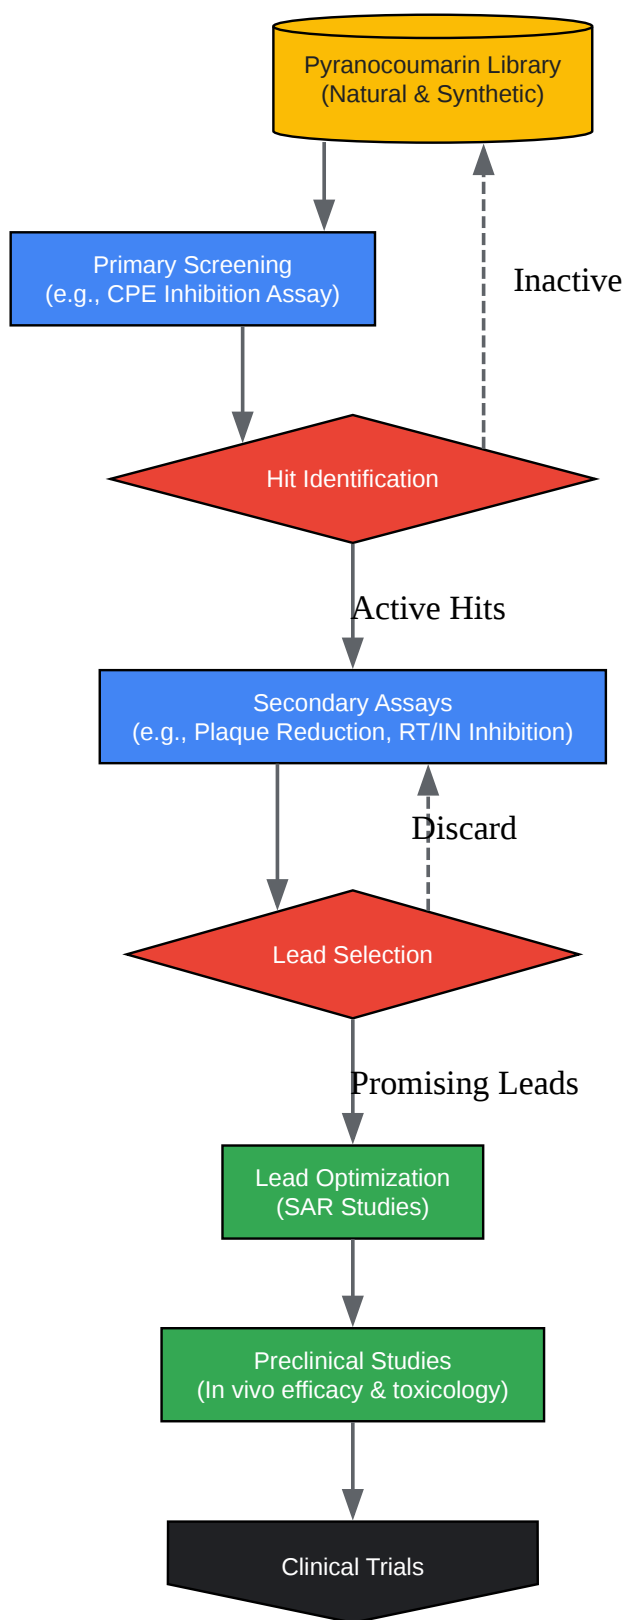 Pyranocoumarin Library
(Natural & Synthetic)
Primary Screening
(e.g., CPE Inhibition Assay)
Inactive
Hit Identification
Active Hits
Secondary Assays
(e.g., Plaque Reduction, RT/IN Inhibition)
Discard
Lead Selection
Promising Leads
Lead Optimization
(SAR Studies)
Preclinical Studies
(In vivo efficacy & toxicology)
Clinical Trials